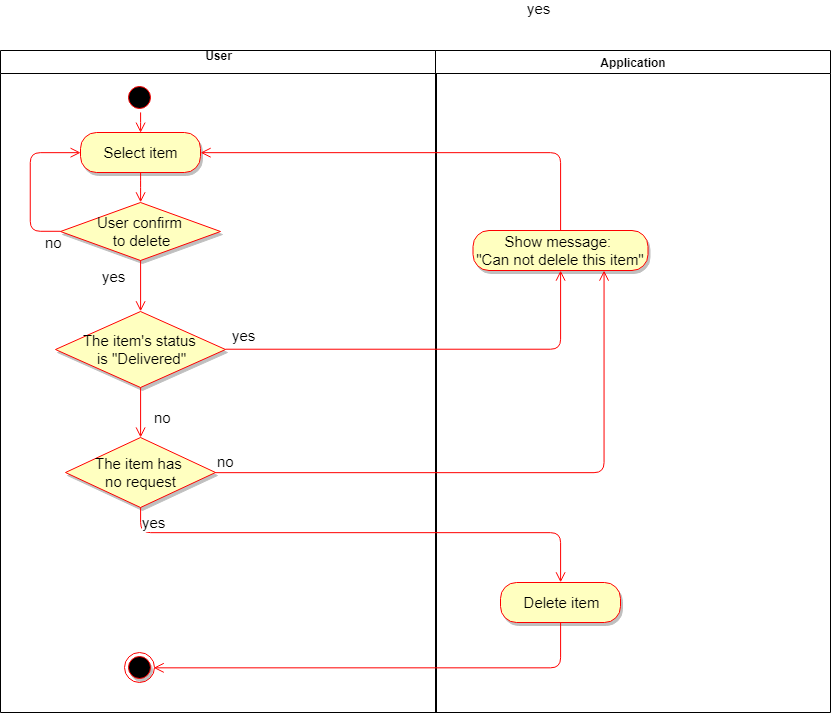 yes
User
Application
Select item
User confirm
to delete
no
Show message:
"Can not delele this item"
yes
The item's status
is "Delivered"
yes
no
The item has
no request
no
yes
Delete item